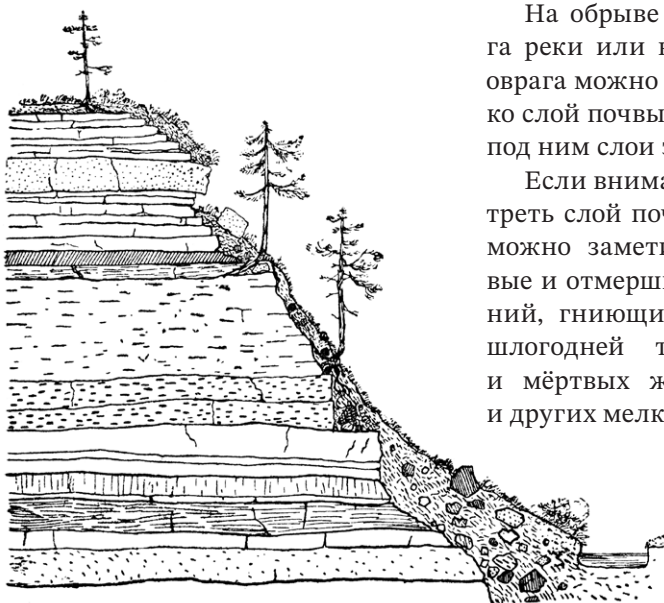 На обрыве
га реки или
оврага можно
ко слой почвы
под ним слои
Если внима
треть слой поч
можно замети
вые и отмерши
ний, гниющи
шлогодней т
и мёртвых ж
и других мелк